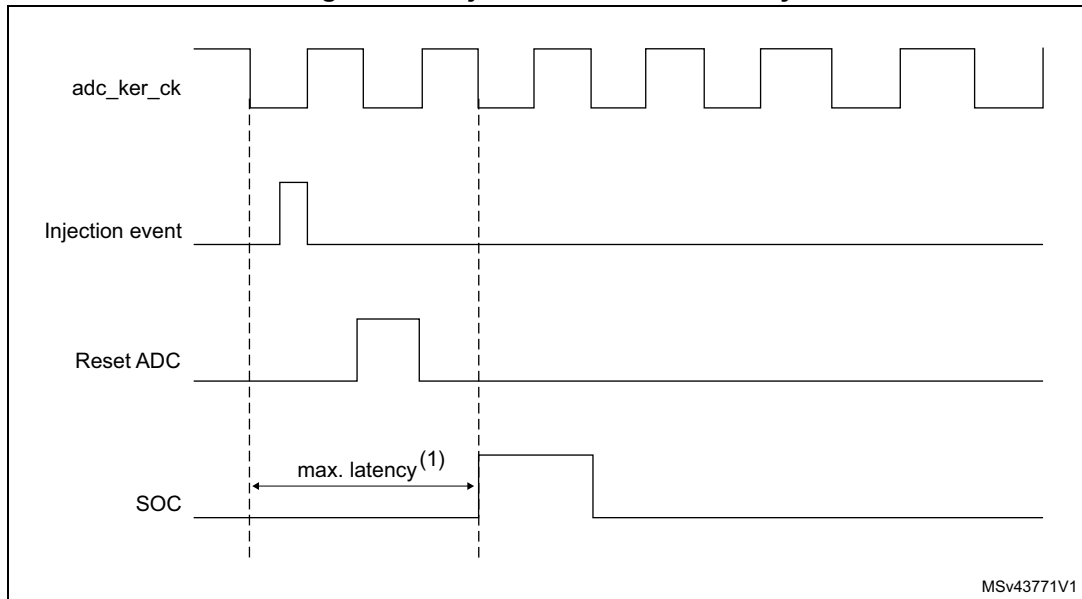 adc_ker_ck
Injection event
Reset ADC
max. latency(1)
SOC
MSv43771V1